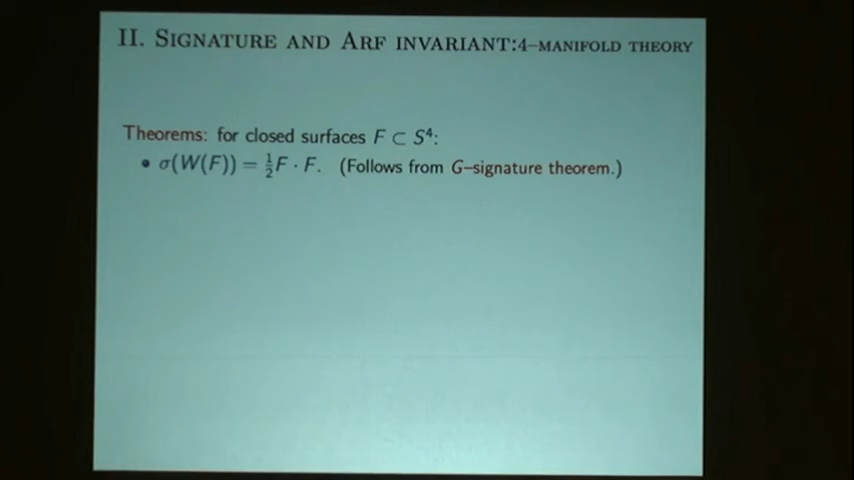 II. Signature and Arf invariant:4–manifold theory
Theorems: for closed surfaces F ⊂ S⁴:
• σ(W(F)) = ½F · F. (Follows from G–signature theorem.)